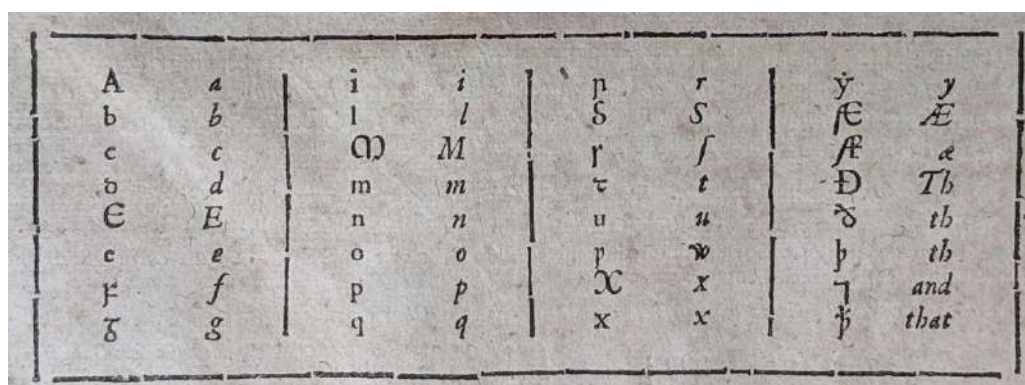 A a i i ꞃ r ẏ y
b b l l S S Æ Æ
c c M M ꞅ ſ Æ æ
ꝺ d m m ꞇ t Ð Th
E E n n u u ð th
e e o o ƿ w þ th
ꝼ f p p X X ⁊ and
ᵹ g q q x x ꝥ that